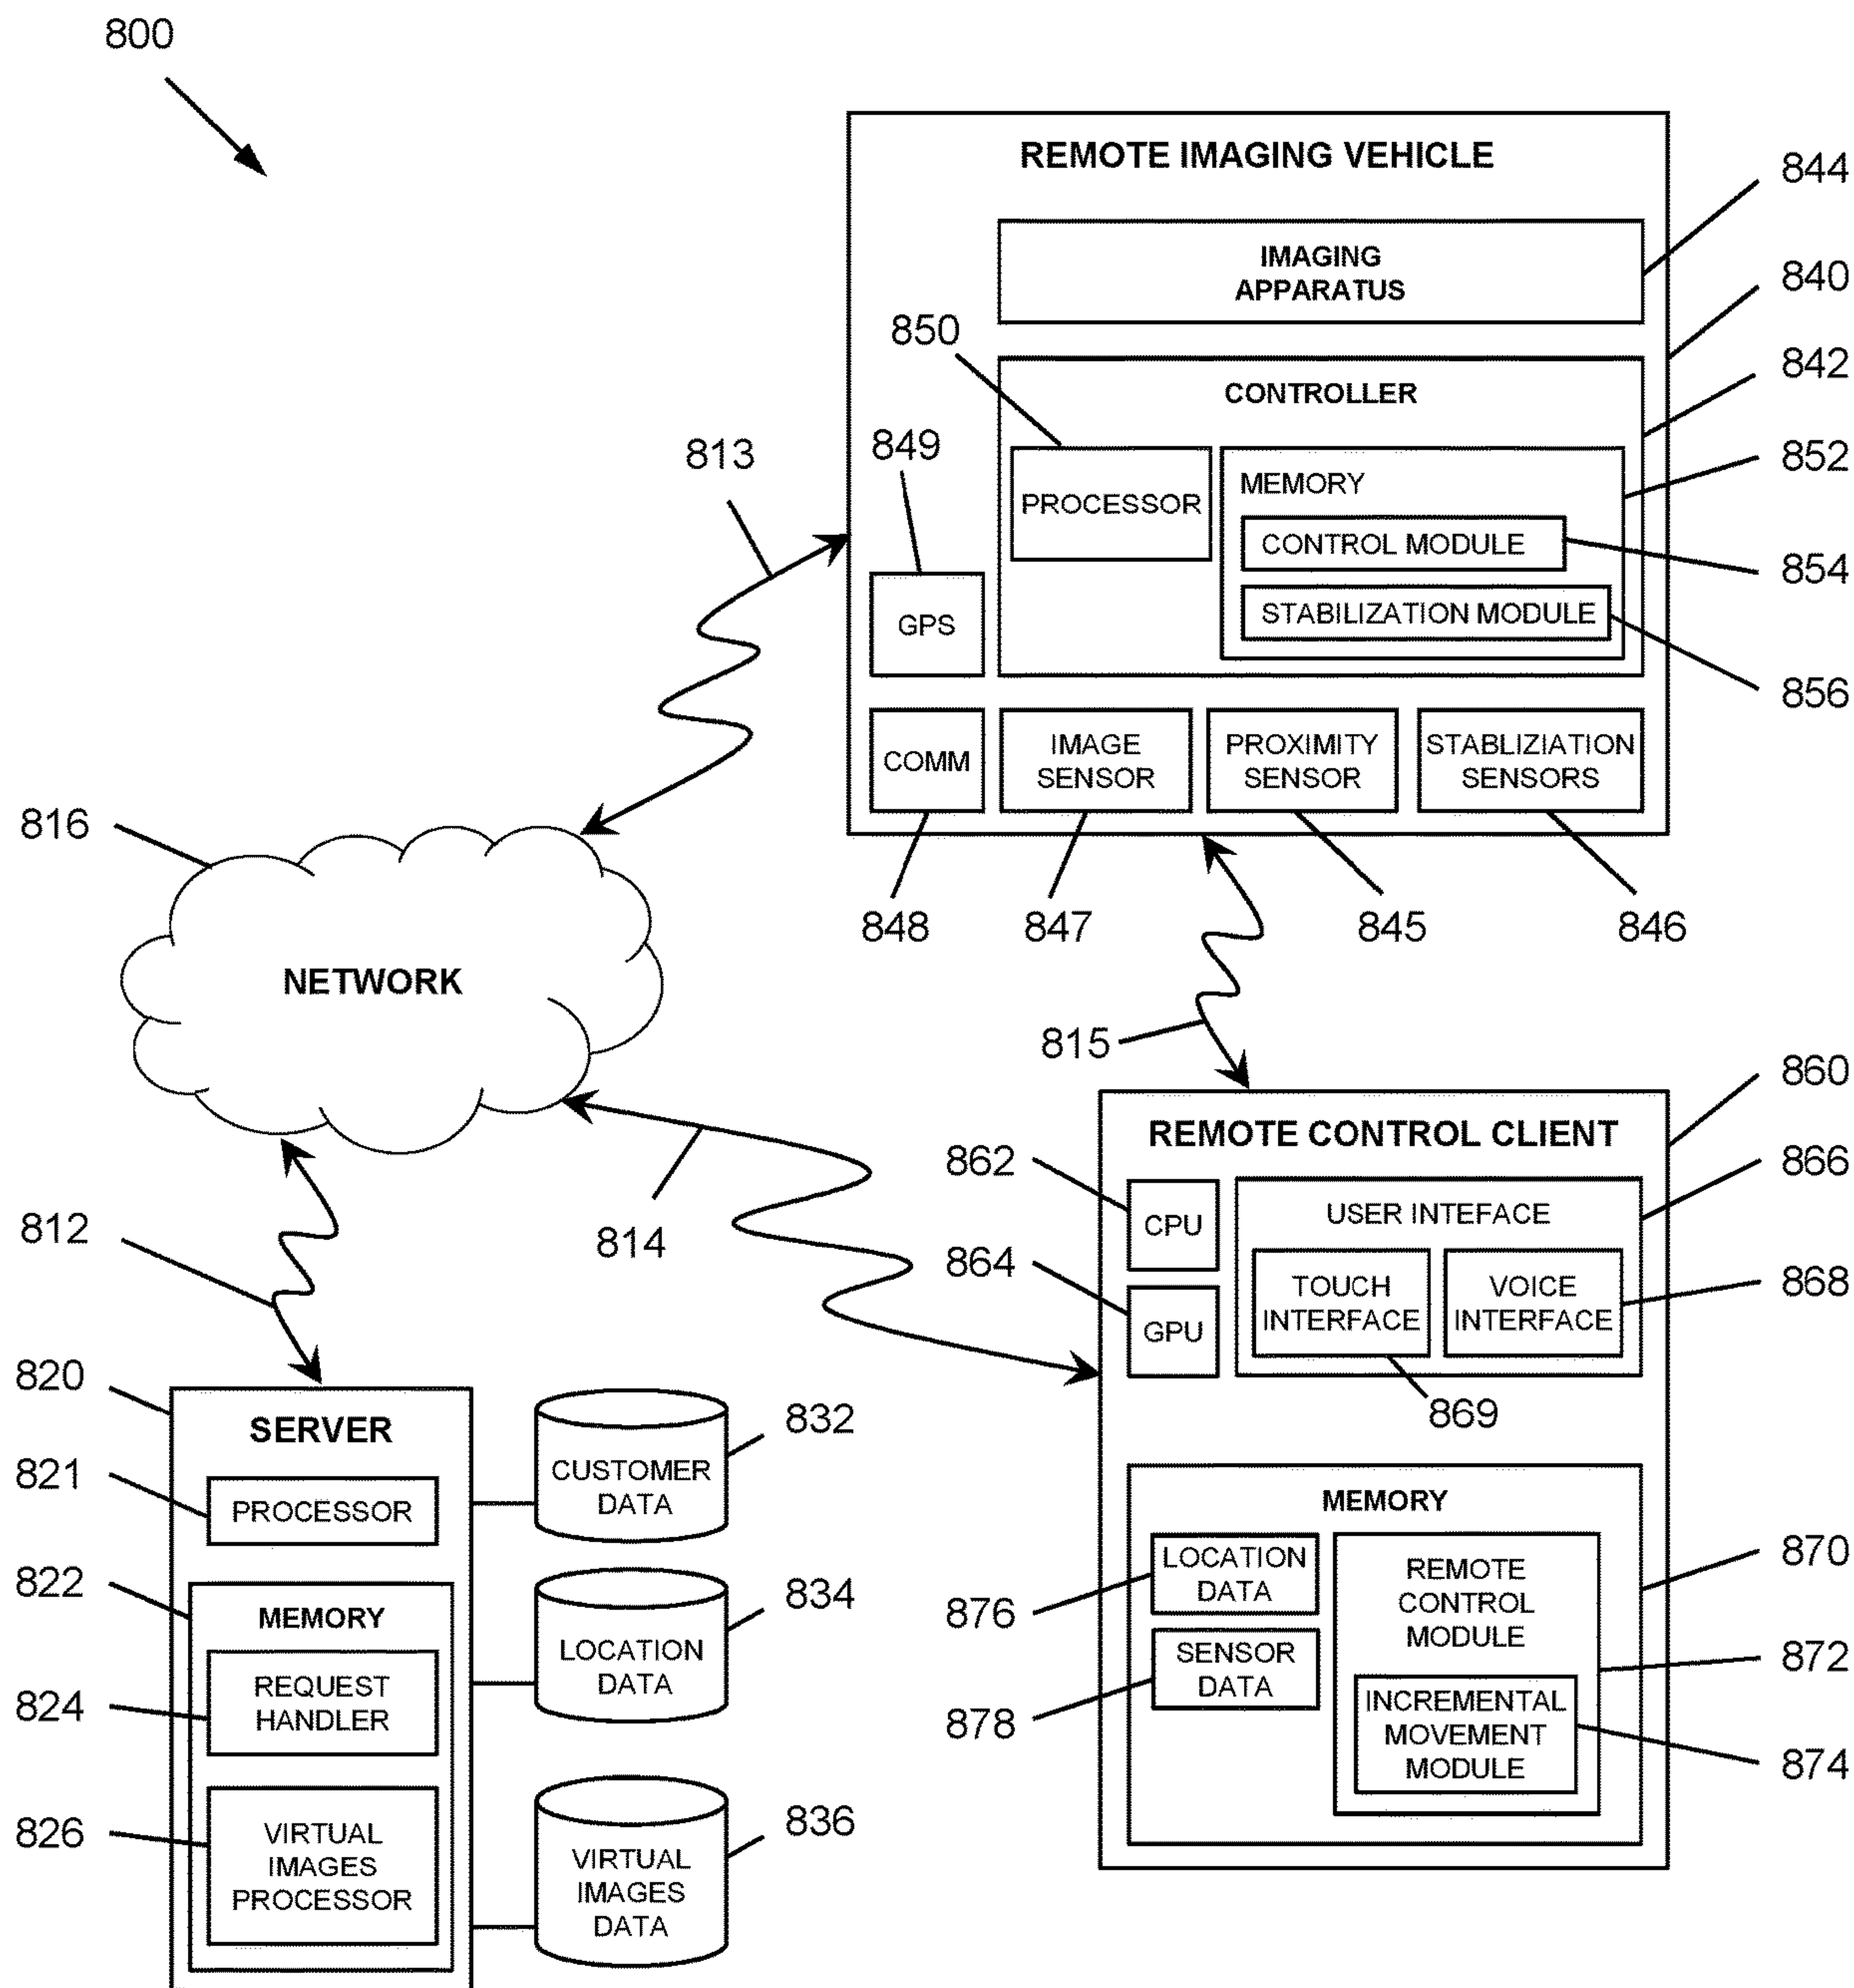 800
REMOTE IMAGING VEHICLE
844
IMAGING
APPARATUS
840
850
842
CONTROLLER
849
813
852
PROCESSOR
MEMORY
CONTROL MODULE
854
STABILIZATION MODULE
GPS
856
COMM
IMAGE
SENSOR
PROXIMITY
SENSOR
STABLIZIATION
SENSORS
816
848
847
845
846
NETWORK
815
860
REMOTE CONTROL CLIENT
862
866
CPU
USER INTEFACE
812
814
864
TOUCH
INTERFACE
VOICE
INTERFACE
868
GPU
820
869
SERVER
832
821
CUSTOMER
DATA
PROCESSOR
MEMORY
870
LOCATION
DATA
REMOTE
CONTROL
MODULE
822
834
876
MEMORY
LOCATION
DATA
SENSOR
DATA
872
824
REQUEST
HANDLER
878
INCREMENTAL
MOVEMENT
MODULE
874
826
VIRTUAL
IMAGES
PROCESSOR
836
VIRTUAL
IMAGES
DATA